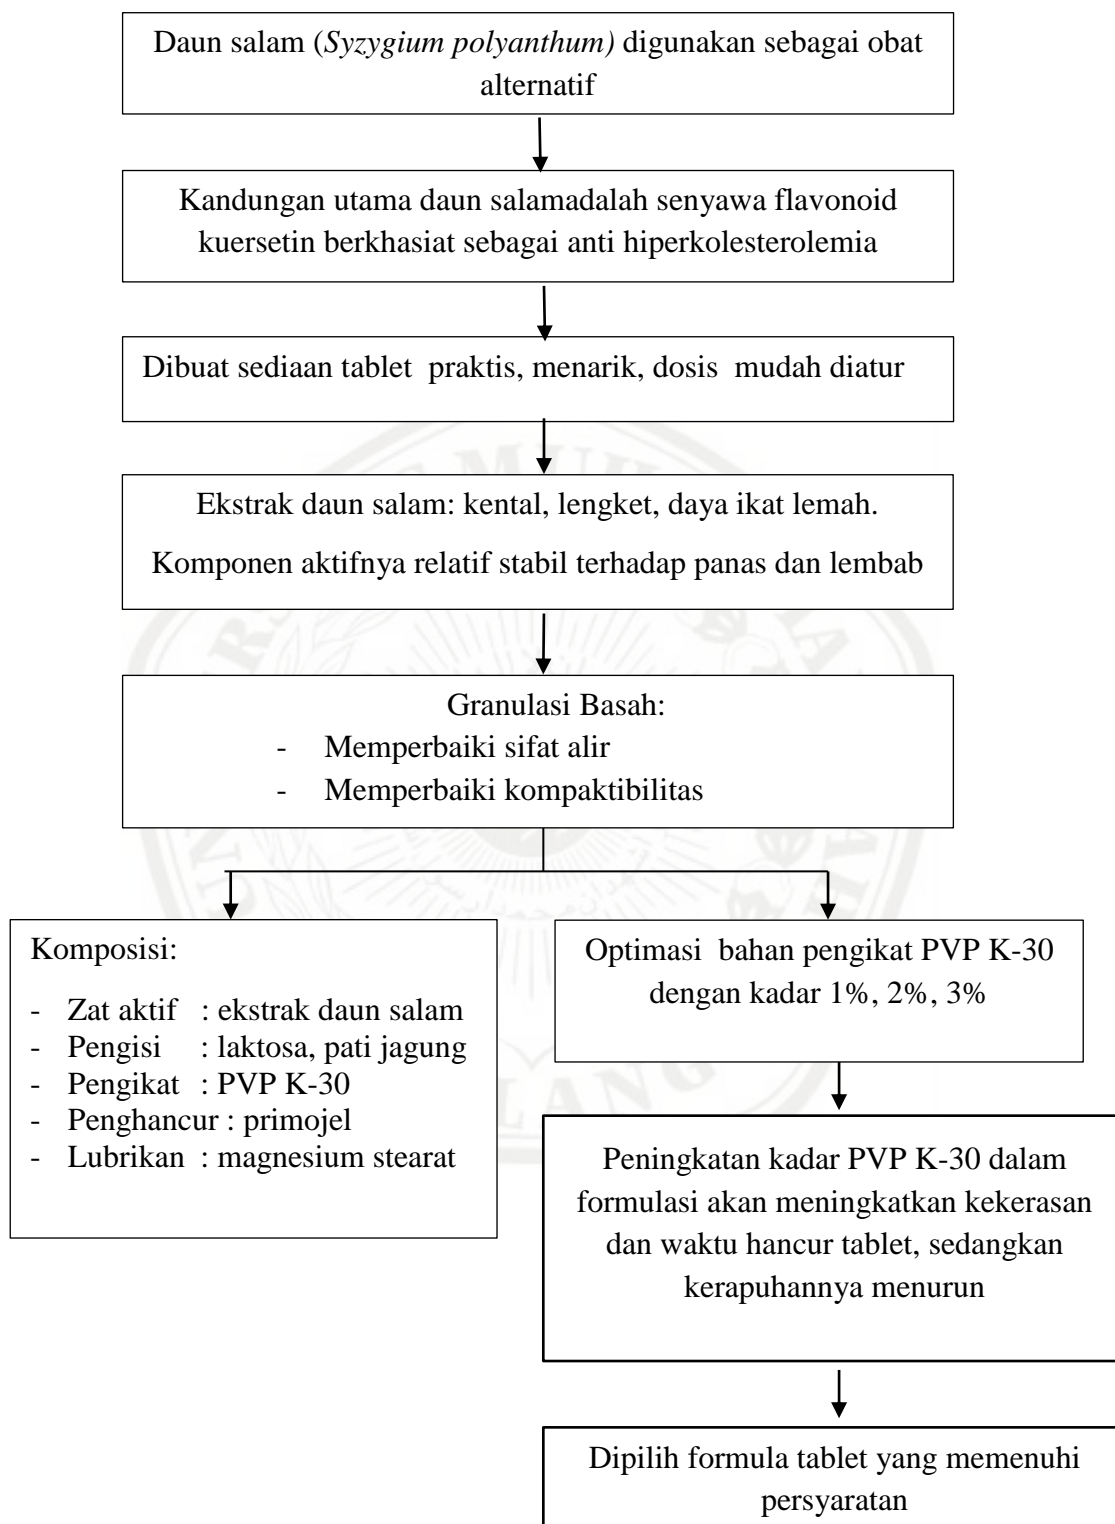 Daun salam (Syzygium polyanthum) digunakan sebagai obat
alternatif
Kandungan utama daun salamadalah senyawa flavonoid
kuersetin berkhasiat sebagai anti hiperkolesterolemia
Dibuat sediaan tablet praktis, menarik, dosis mudah diatur
Ekstrak daun salam: kental, lengket, daya ikat lemah.
Komponen aktifnya relatif stabil terhadap panas dan lembab
Granulasi Basah:
- Memperbaiki sifat alir
- Memperbaiki kompaktibilitas
Komposisi:
- Zat aktif : ekstrak daun salam
- Pengisi : laktosa, pati jagung
- Pengikat : PVP K-30
- Penghancur : primojel
- Lubrikan : magnesium stearat
Optimasi bahan pengikat PVP K-30
dengan kadar 1%, 2%, 3%
Peningkatan kadar PVP K-30 dalam
formulasi akan meningkatkan kekerasan
dan waktu hancur tablet, sedangkan
kerapuhannya menurun
Dipilih formula tablet yang memenuhi
persyaratan